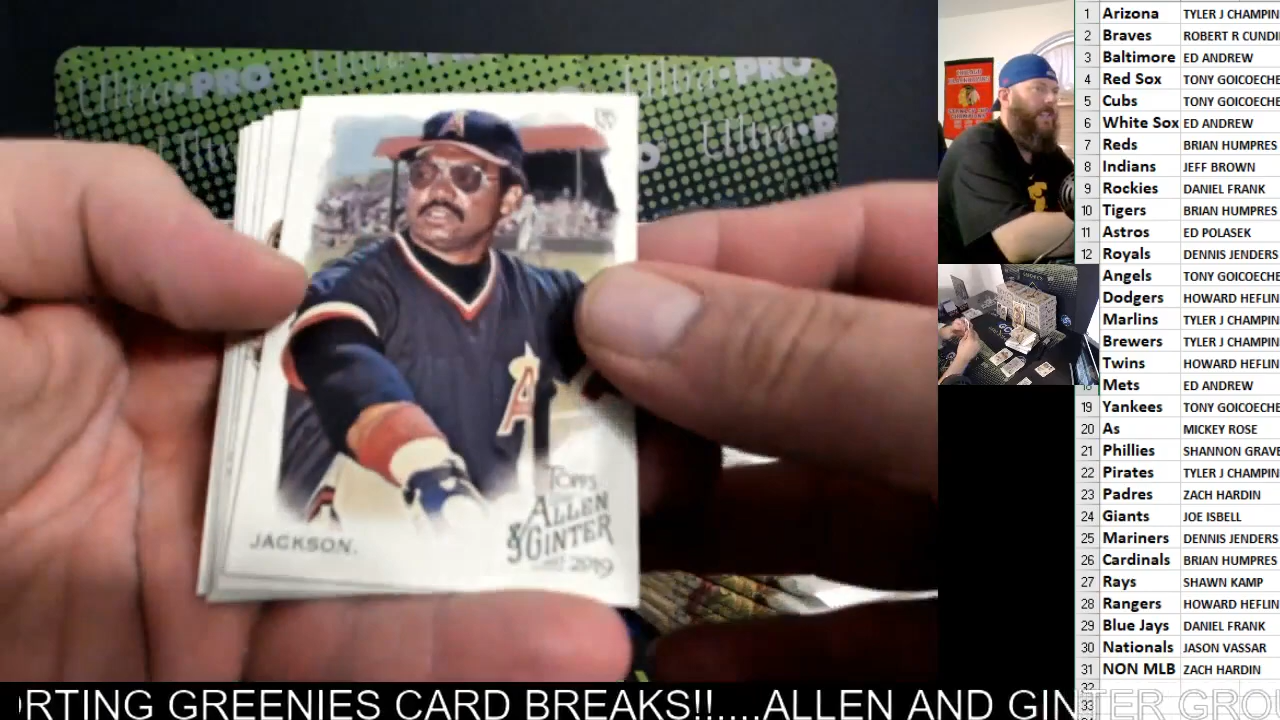 Ultra PRO
Ultra PRO
Ultra P
A
A
JACKSON.
TOPPS
ALLEN
& GINTER
2019
1 Arizona TYLER J CHAMPIN
2 Braves ROBERT R CUNDI
3 Baltimore ED ANDREW
4 Red Sox TONY GOICOECHE
5 Cubs TONY GOICOECHE
6 White Sox ED ANDREW
7 Reds BRIAN HUMPRES
8 Indians JEFF BROWN
9 Rockies DANIEL FRANK
10 Tigers BRIAN HUMPRES
11 Astros ED POLASEK
12 Royals DENNIS JENDERS
Angels TONY GOICOECHE
Dodgers HOWARD HEFLIN
Marlins TYLER J CHAMPIN
Brewers TYLER J CHAMPIN
Twins HOWARD HEFLIN
Mets ED ANDREW
19 Yankees TONY GOICOECHE
20 As MICKEY ROSE
21 Phillies SHANNON GRAVE
22 Pirates TYLER J CHAMPIN
23 Padres ZACH HARDIN
24 Giants JOE ISBELL
25 Mariners DENNIS JENDERS
26 Cardinals BRIAN HUMPRES
27 Rays SHAWN KAMP
28 Rangers HOWARD HEFLIN
29 Blue Jays DANIEL FRANK
30 Nationals JASON VASSAR
31 NON MLB ZACH HARDIN
32
33
ORTING GREENIES CARD BREAKS!!....ALLEN AND GINTER GROU